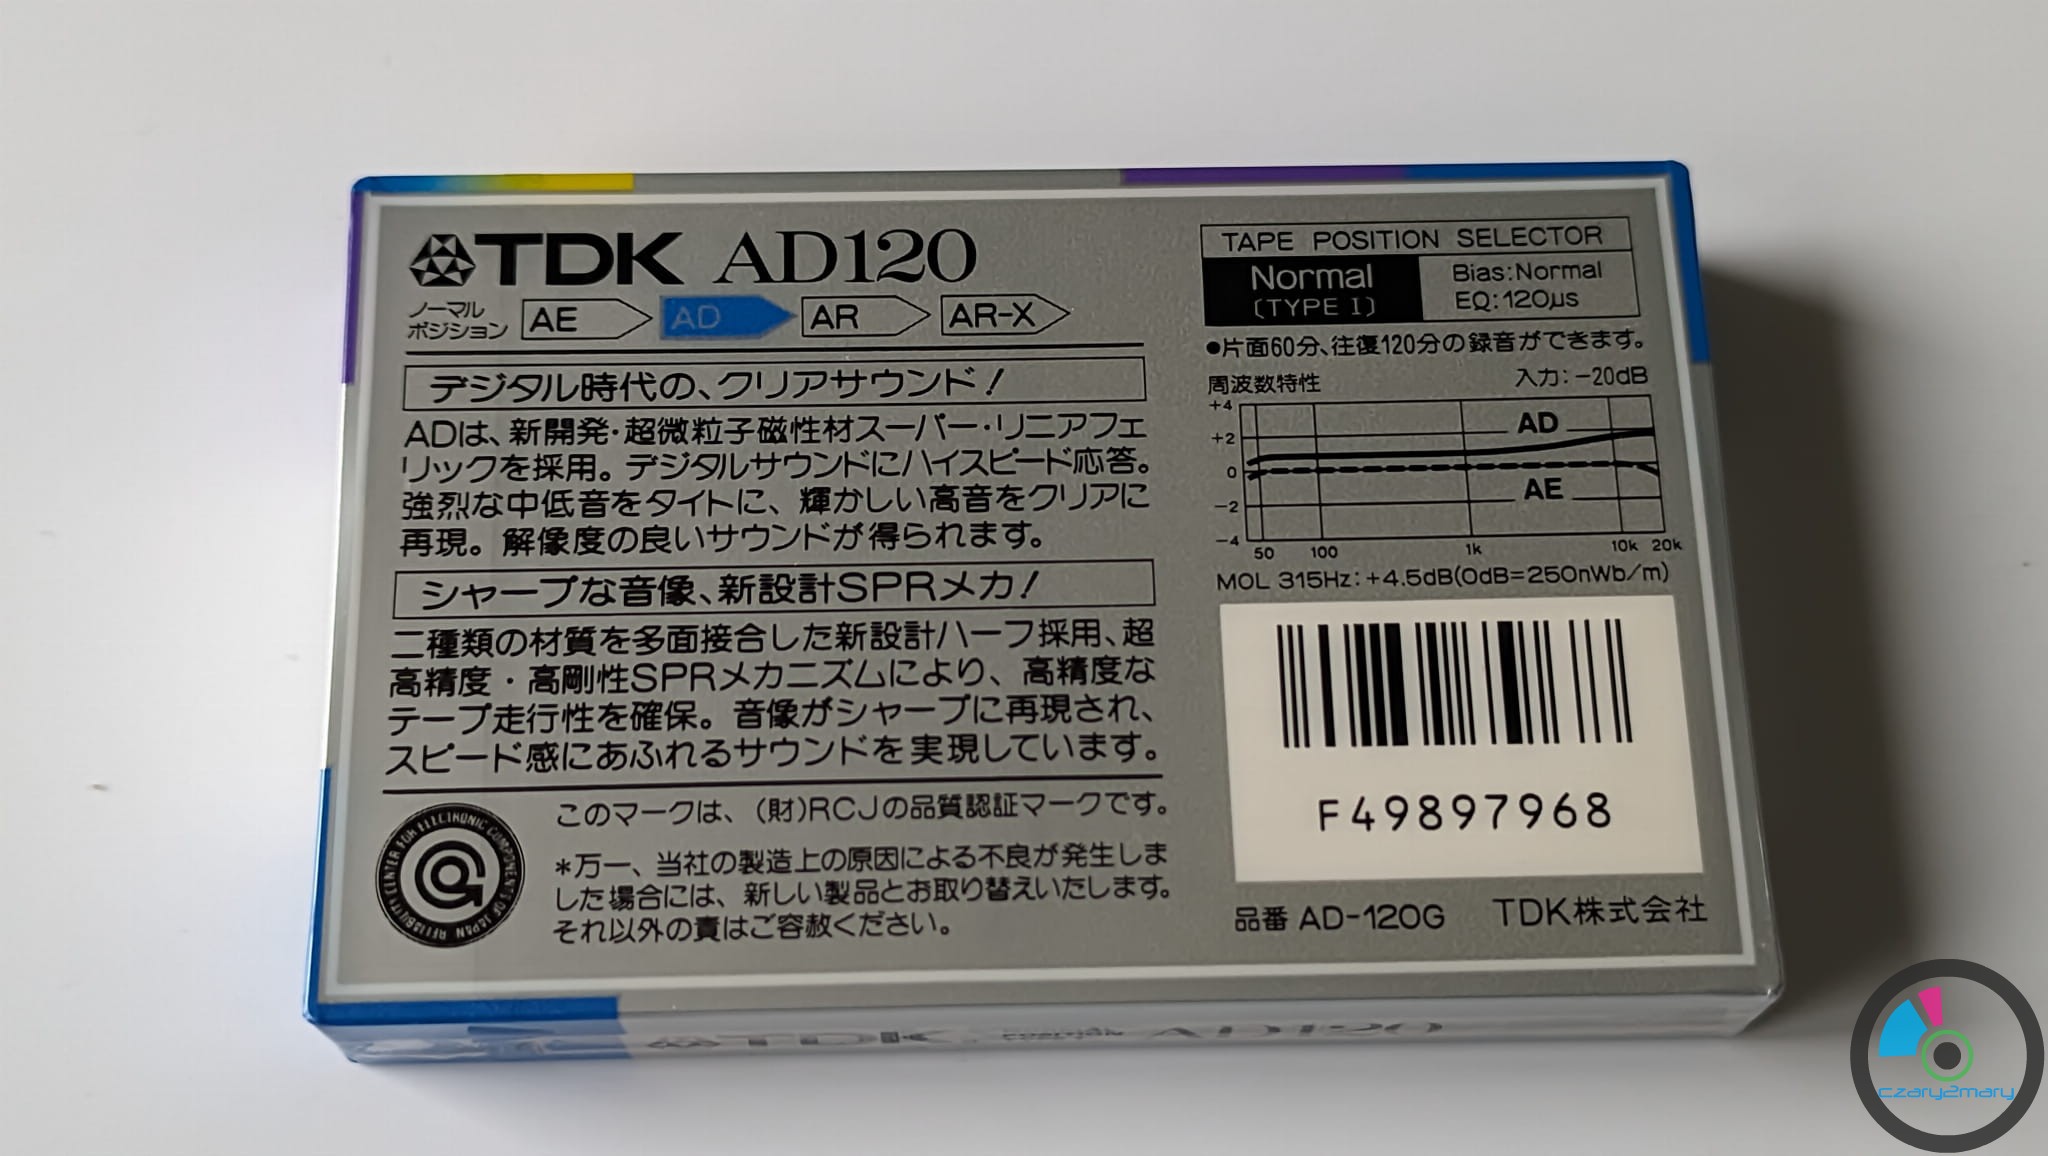 TDK AD120
ノーマル
ポジション
AE AD AR AR-X
デジタル時代の、クリアサウンド!
ADは、新開発・超微粒子磁性材スーパー・リニアフェ
リックを採用。デジタルサウンドにハイスピード応答。
強烈な中低音をタイトに、輝かしい高音をクリアに
再現。解像度の良いサウンドが得られます。
シャープな音像、新設計SPRメカ!
二種類の材質を多面接合した新設計ハーフ採用、超
高精度・高剛性SPRメカニズムにより、高精度な
テープ走行性を確保。音像がシャープに再現され、
スピード感にあふれるサウンドを実現しています。
RELIABILITY CENTER FOR ELECTRONIC COMPONENTS OF JAPAN
このマークは、(財)RCJの品質認証マークです。
*万一、当社の製造上の原因による不良が発生しま
した場合には、新しい製品とお取り替えいたします。
それ以外の責はご容赦ください。
TAPE POSITION SELECTOR
Normal
(TYPE I)
Bias:Normal
EQ:120μs
●片面60分、往復120分の録音ができます。
周波数特性 入力:-20dB
+4
+2
0
-2
-4
AD
AE
50 100 1k 10k 20k
MOL 315Hz:+4.5dB(0dB=250nWb/m)
F49897968
品番 AD-120G TDK株式会社
TDK AD120
czary2mary